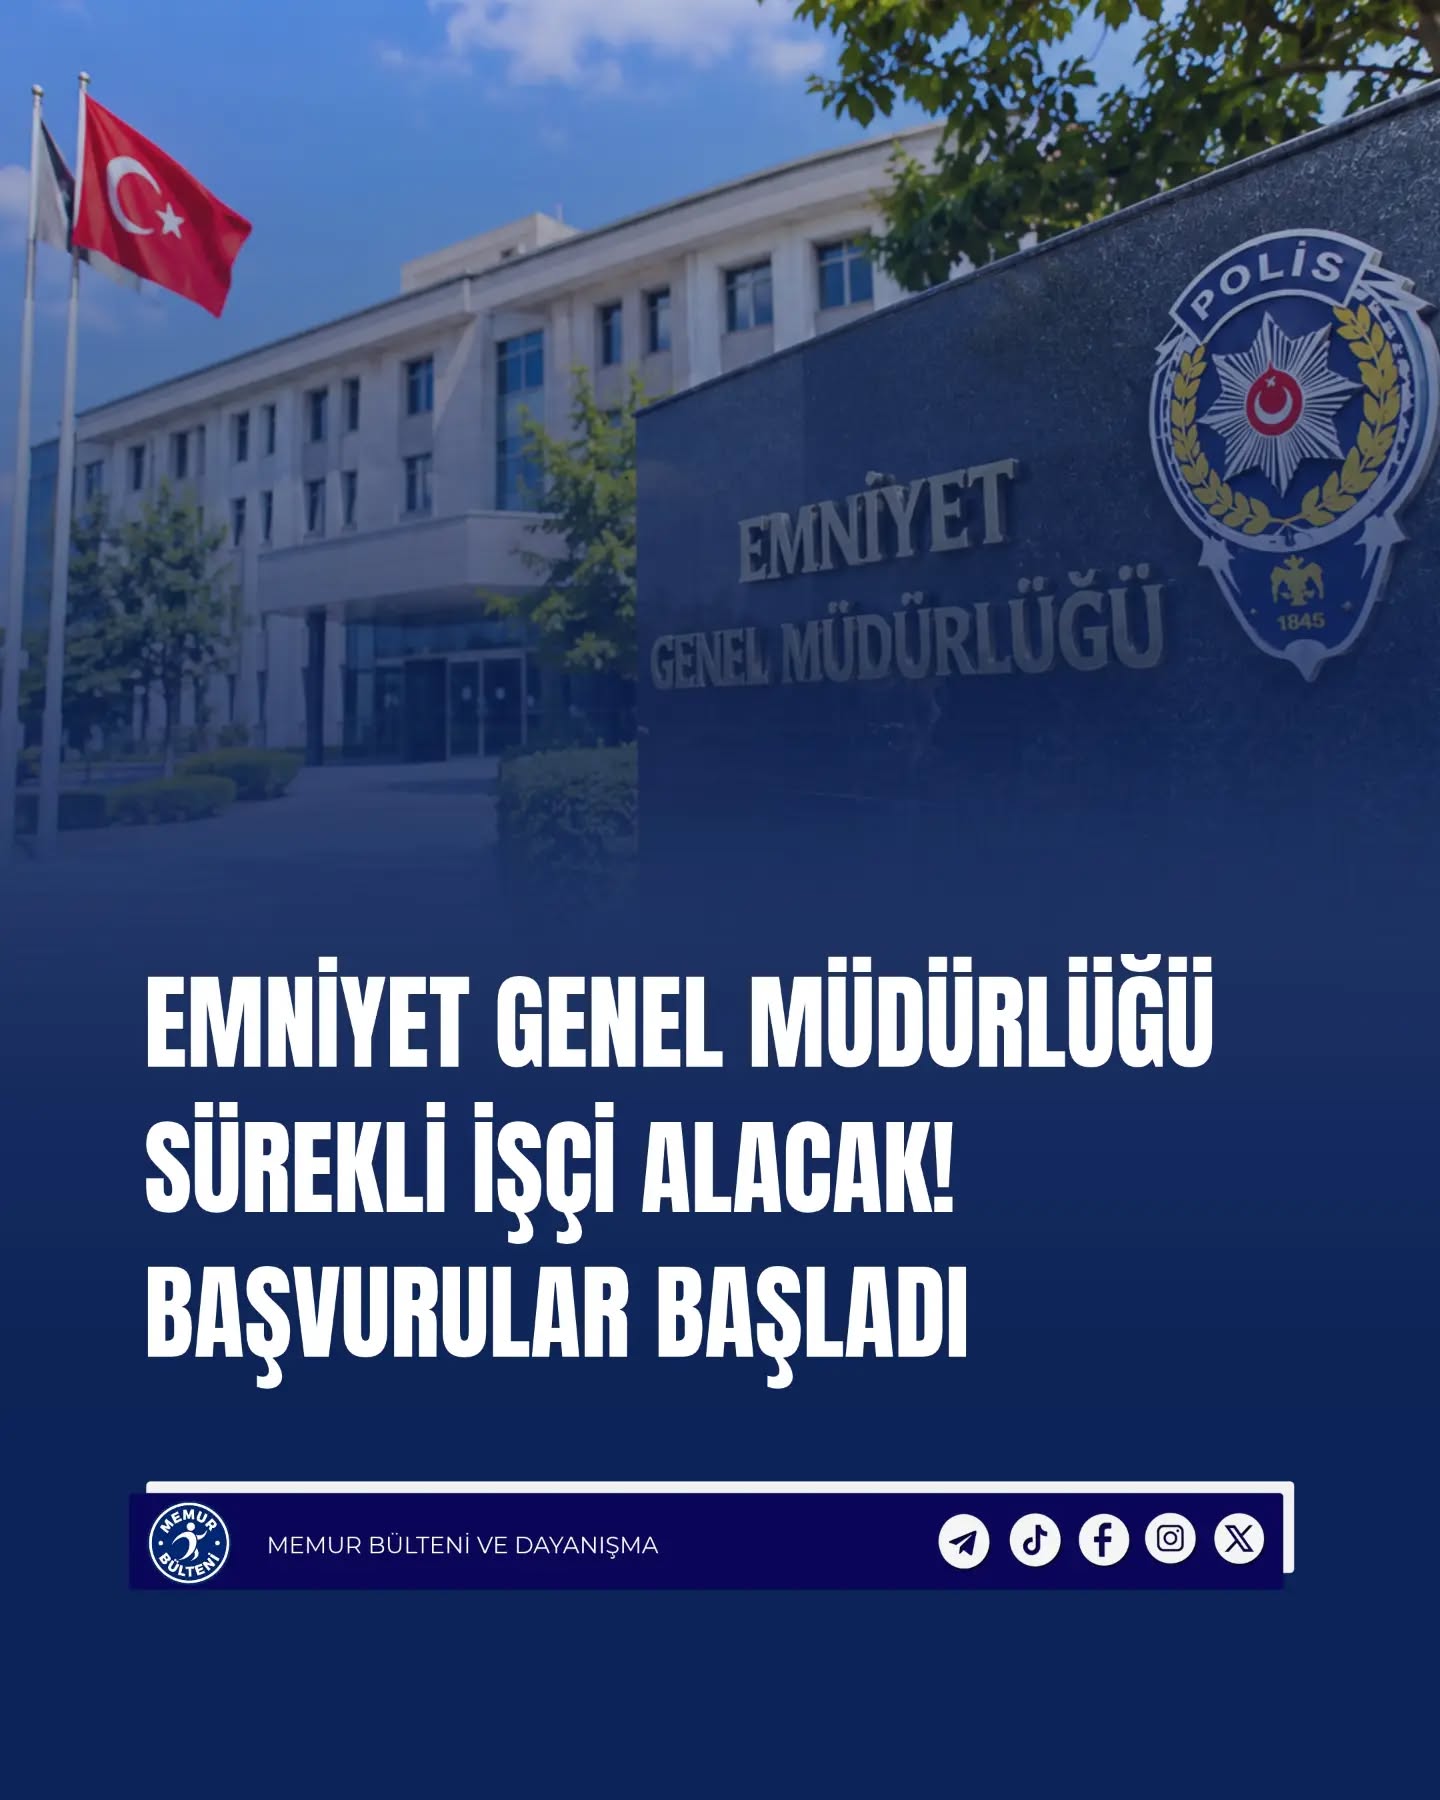 POLİS
EMNİYET
GENEL MÜDÜRLÜĞÜ
1845
EMNİYET GENEL MÜDÜRLÜĞÜ
SÜREKLİ İŞÇİ ALACAK!
BAŞVURULAR BAŞLADI
MEMUR
BÜLTENİ
MEMUR BÜLTENİ VE DAYANIŞMA